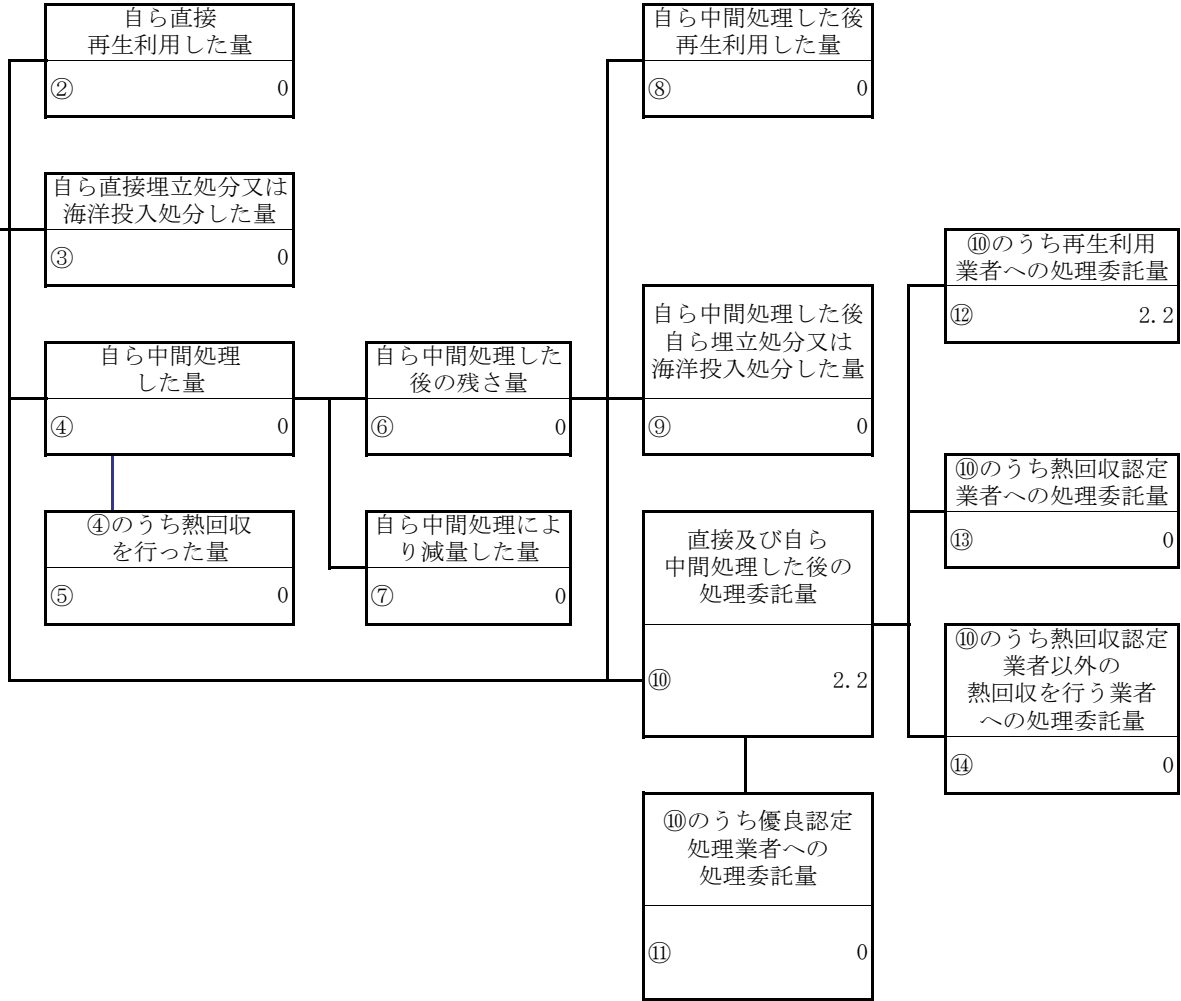 自ら直接
再生利用した量
② 0
自ら中間処理した後
再生利用した量
⑧ 0
自ら直接埋立処分又は
海洋投入処分した量
③ 0
⑩のうち再生利用
業者への処理委託量
⑫ 2.2
自ら中間処理
した量
④ 0
自ら中間処理した
後の残さ量
⑥ 0
自ら中間処理した後
自ら埋立処分又は
海洋投入処分した量
⑨ 0
⑩のうち熱回収認定
業者への処理委託量
⑬ 0
④のうち熱回収
を行った量
⑤ 0
自ら中間処理によ
り減量した量
⑦ 0
直接及び自ら
中間処理した後の
処理委託量
⑩ 2.2
⑩のうち熱回収認定
業者以外の
熱回収を行う業者
への処理委託量
⑭ 0
⑩のうち優良認定
処理業者への
処理委託量
⑪ 0